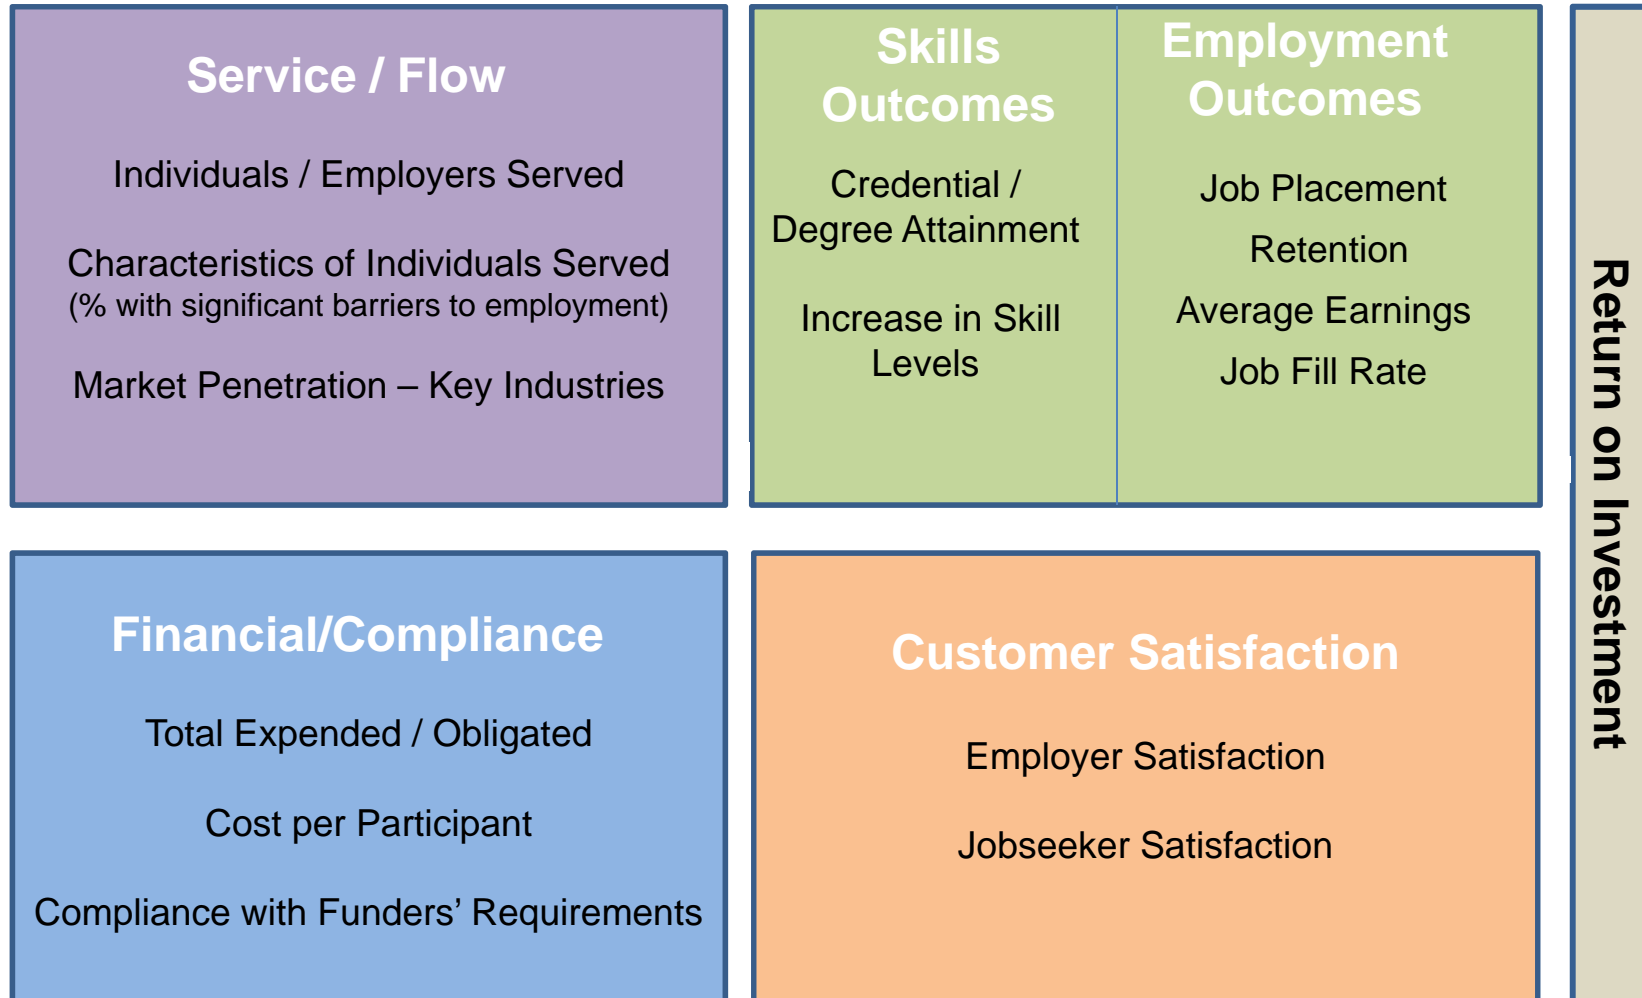 Service / Flow
Individuals / Employers Served
Characteristics of Individuals Served
(% with significant barriers to employment)
Market Penetration – Key Industries
Skills
Outcomes
Credential /
Degree Attainment
Increase in Skill
Levels
Employment
Outcomes
Job Placement
Retention
Average Earnings
Job Fill Rate
Financial/Compliance
Total Expended / Obligated
Cost per Participant
Compliance with Funders’ Requirements
Customer Satisfaction
Employer Satisfaction
Jobseeker Satisfaction
Return on Investment